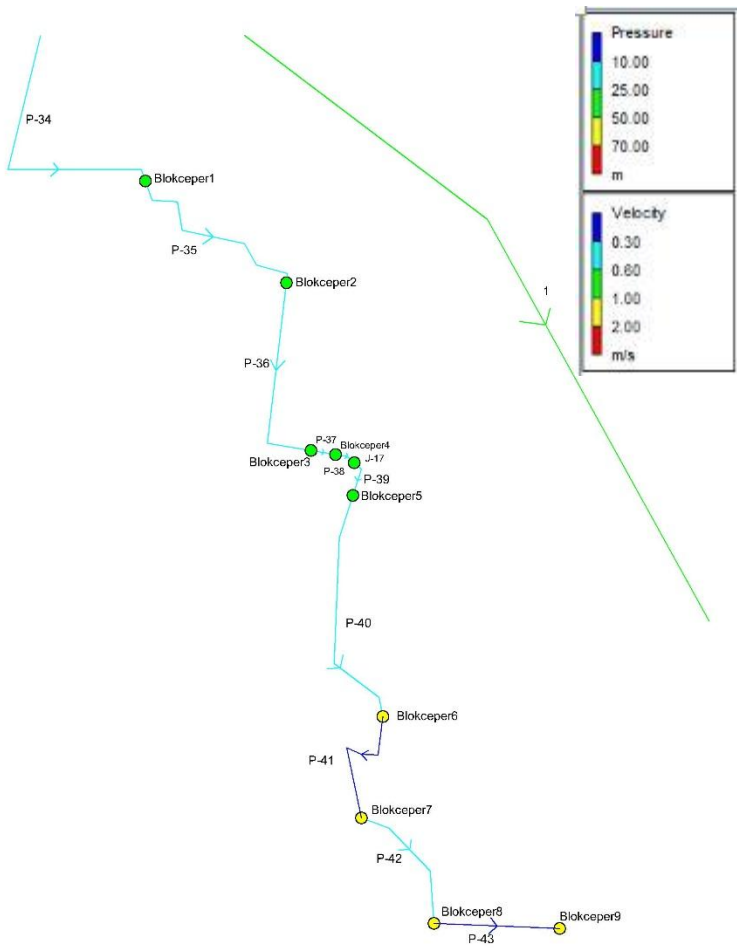 Pressure
10.00
25.00
50.00
70.00
m
Velocity
0.30
0.60
1.00
2.00
m/s
P-34
Blokceper1
P-35
Blokceper2
1
P-36
P-37
Blokceper4
Blokceper3
J-17
P-38
P-39
Blokceper5
P-40
Blokceper6
P-41
Blokceper7
P-42
Blokceper8
Blokceper9
P-43